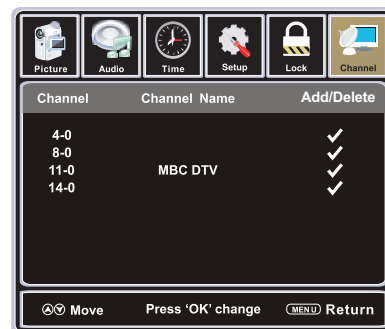 Picture Audio Time Setup Lock Channel
Channel Channel Name Add/Delete
4-0
8-0
11-0 MBC DTV
14-0
Move Press ‘OK’ change MENU Return